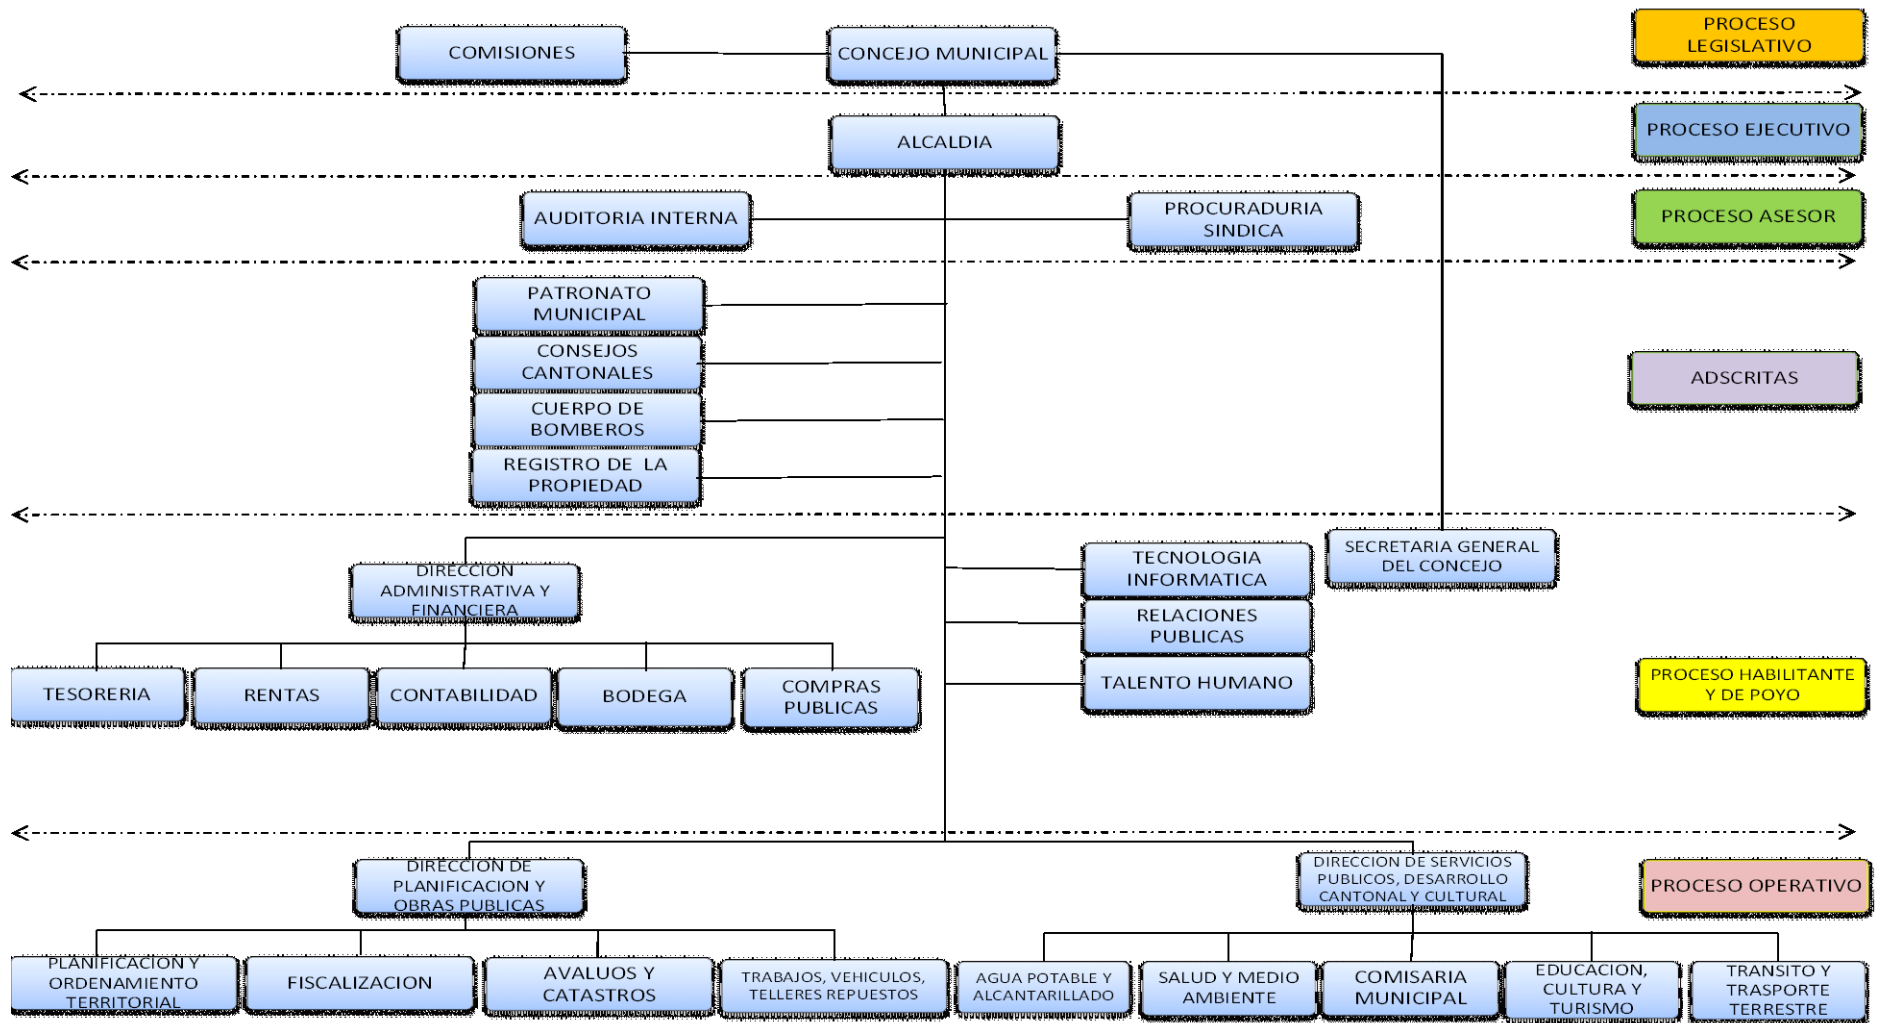 COMISIONES
CONCEJO MUNICIPAL
PROCESO
LEGISLATIVO
ALCALDIA
PROCESO EJECUTIVO
AUDITORIA INTERNA
PROCURADURIA
SINDICA
PROCESO ASESOR
PATRONATO
MUNICIPAL
CONSEJOS
CANTONALES
CUERPO DE
BOMBEROS
REGISTRO DE LA
PROPIEDAD
ADSCRITAS
DIRECCION
ADMINISTRATIVA Y
FINANCIERA
TECNOLOGIA
INFORMATICA
SECRETARIA GENERAL
DEL CONCEJO
RELACIONES
PUBLICAS
TALENTO HUMANO
TESORERIA
RENTAS
CONTABILIDAD
BODEGA
COMPRAS
PUBLICAS
PROCESO HABILITANTE
Y DE POYO
DIRECCION DE
PLANIFICACION Y
OBRAS PUBLICAS
DIRECCION DE SERVICIOS
PUBLICOS, DESARROLLO
CANTONAL Y CULTURAL
PROCESO OPERATIVO
PLANIFICACION Y
ORDENAMIENTO
TERRITORIAL
FISCALIZACION
AVALUOS Y
CATASTROS
TRABAJOS, VEHICULOS,
TELLERES REPUESTOS
AGUA POTABLE Y
ALCANTARILLADO
SALUD Y MEDIO
AMBIENTE
COMISARIA
MUNICIPAL
EDUCACION,
CULTURA Y
TURISMO
TRANSITO Y
TRASPORTE
TERRESTRE